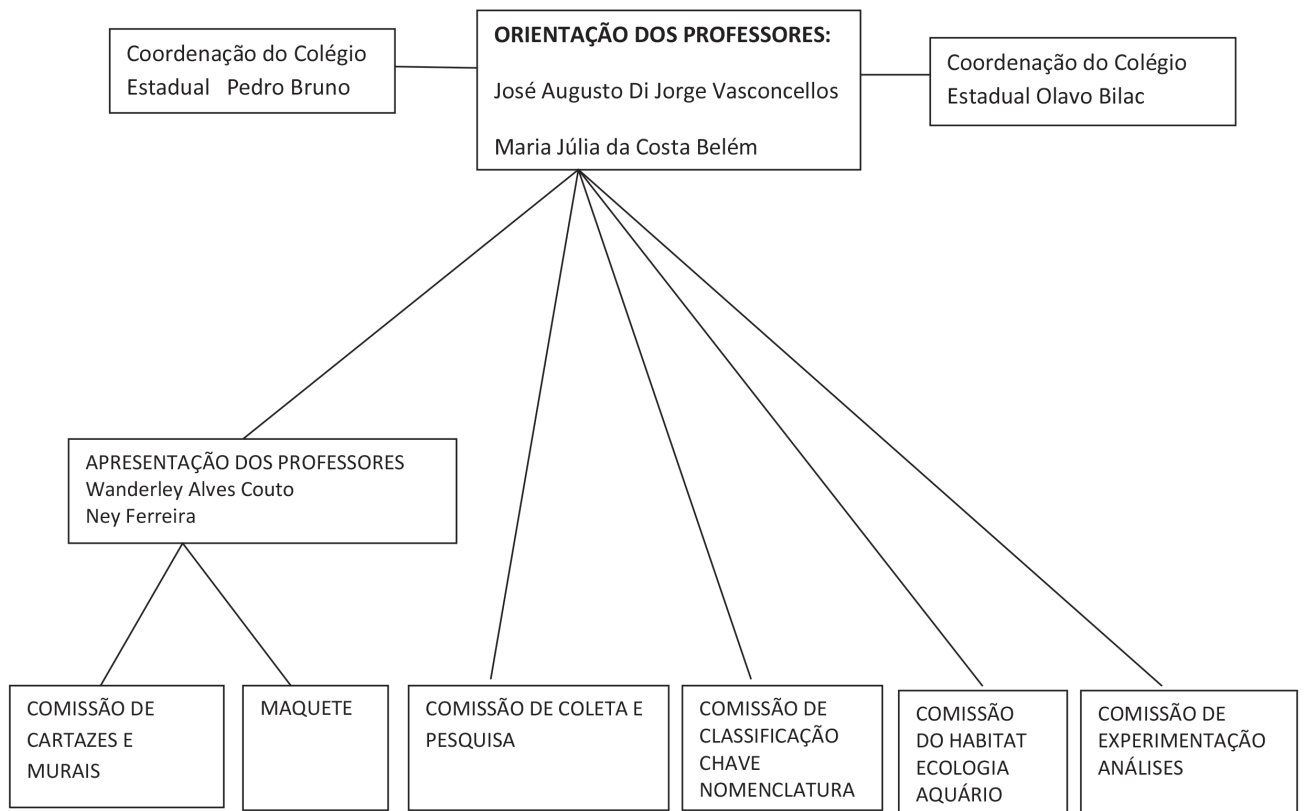 Coordenação do Colégio
Estadual Pedro Bruno
ORIENTAÇÃO DOS PROFESSORES:
José Augusto Di Jorge Vasconcellos
Maria Júlia da Costa Belém
Coordenação do Colégio
Estadual Olavo Bilac
APRESENTAÇÃO DOS PROFESSORES
Wanderley Alves Couto
Ney Ferreira
COMISSÃO DE
CARTAZES E
MURAIS
MAQUETE
COMISSÃO DE COLETA E
PESQUISA
COMISSÃO DE
CLASSIFICAÇÃO
CHAVE
NOMENCLATURA
COMISSÃO
DO HABITAT
ECOLOGIA
AQUÁRIO
COMISSÃO DE
EXPERIMENTAÇÃO
ANÁLISES